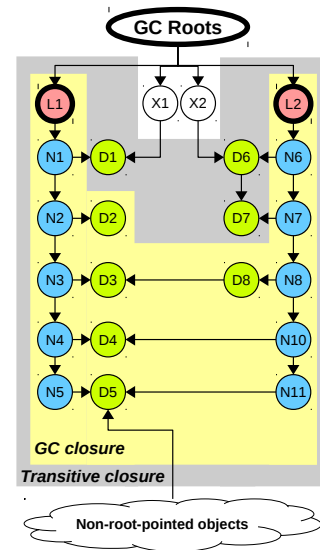 GC Roots
L1 X1 X2 L2
N1 D1 D6 N6
N2 D2 D7 N7
N3 D3 D8 N8
N4 D4 N10
N5 D5 N11
GC closure
Transitive closure
Non-root-pointed objects